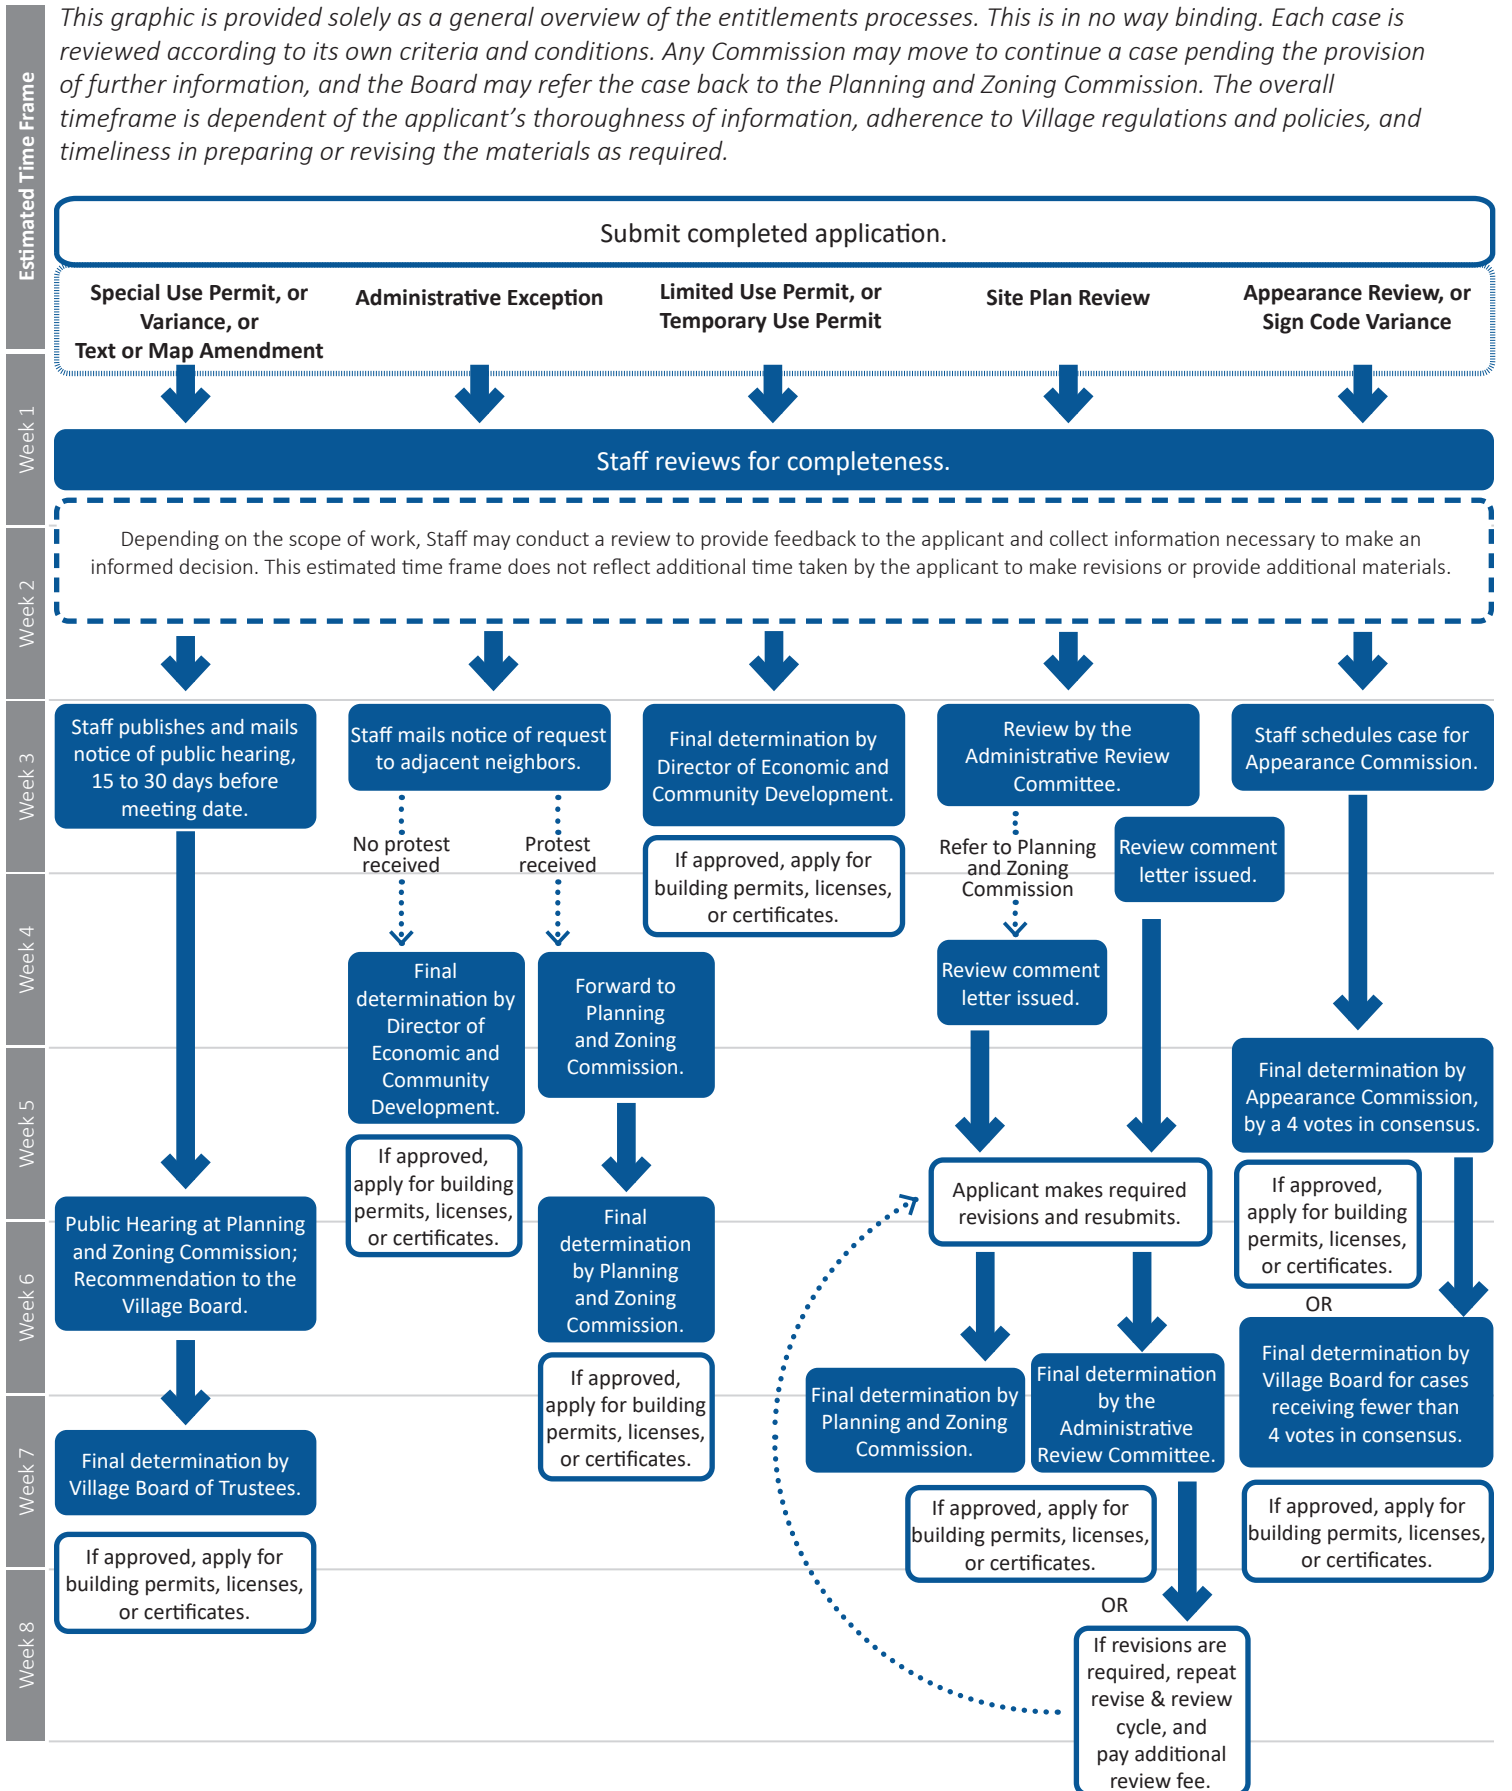 This graphic is provided solely as a general overview of the entitlements processes. This is in no way binding. Each case is
reviewed according to its own criteria and conditions. Any Commission may move to continue a case pending the provision
of further information, and the Board may refer the case back to the Planning and Zoning Commission. The overall
timeframe is dependent of the applicant’s thoroughness of information, adherence to Village regulations and policies, and
timeliness in preparing or revising the materials as required.
Estimated Time Frame
Submit completed application.
Special Use Permit, or
Variance, or
Text or Map Amendment
Administrative Exception
Limited Use Permit, or
Temporary Use Permit
Site Plan Review
Appearance Review, or
Sign Code Variance
Week 1
Staff reviews for completeness.
Week 2
Depending on the scope of work, Staff may conduct a review to provide feedback to the applicant and collect information necessary to make an
informed decision. This estimated time frame does not reflect additional time taken by the applicant to make revisions or provide additional materials.
Week 3
Week 4
Week 5
Week 6
Week 7
Week 8
Staff publishes and mails
notice of public hearing,
15 to 30 days before
meeting date.
Public Hearing at Planning
and Zoning Commission;
Recommendation to the
Village Board.
Final determination by
Village Board of Trustees.
If approved, apply for
building permits, licenses,
or certificates.
Staff mails notice of request
to adjacent neighbors.
No protest
received
Final
determination by
Director of
Economic and
Community
Development.
If approved,
apply for building
permits, licenses,
or certificates.
Protest
received
Forward to
Planning
and Zoning
Commission.
Final
determination
by Planning
and Zoning
Commission.
If approved,
apply for building
permits, licenses,
or certificates.
Final determination by
Director of Economic and
Community Development.
If approved, apply for
building permits, licenses,
or certificates.
Review by the
Administrative Review
Committee.
Refer to Planning
and Zoning
Commission
Review comment
letter issued.
Review comment
letter issued.
Applicant makes required
revisions and resubmits.
Final determination by
Planning and Zoning
Commission.
Final determination
by the
Administrative
Review Committee.
If approved, apply for
building permits, licenses,
or certificates.
OR
If revisions are
required, repeat
revise & review
cycle, and
pay additional
review fee.
Staff schedules case for
Appearance Commission.
Final determination by
Appearance Commission,
by a 4 votes in consensus.
If approved,
apply for building
permits, licenses,
or certificates.
OR
Final determination by
Village Board for cases
receiving fewer than
4 votes in consensus.
If approved, apply for
building permits, licenses,
or certificates.